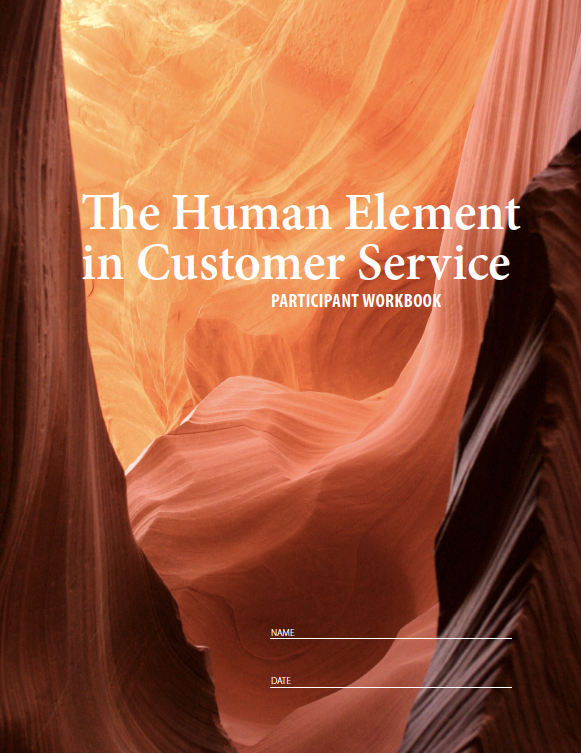 The Human Element
in Customer Service
PARTICIPANT WORKBOOK
NAME
DATE